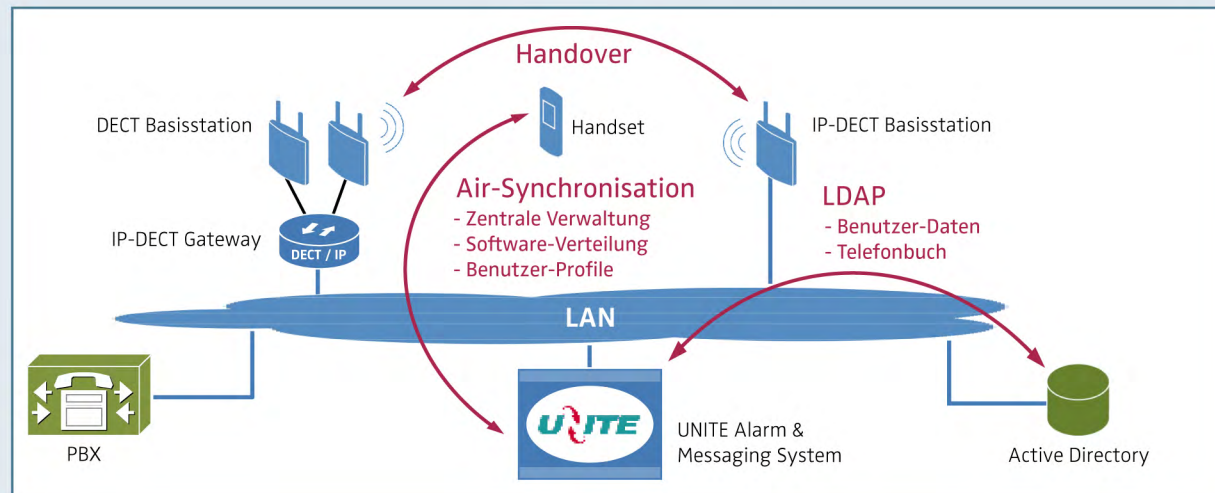 Handover
DECT Basisstation
Handset
IP-DECT Basisstation
Air-Synchronisation
- Zentrale Verwaltung
- Software-Verteilung
- Benutzer-Profile
LDAP
- Benutzer-Daten
- Telefonbuch
IP-DECT Gateway
DECT / IP
LAN
PBX
UNITE
UNITE Alarm &
Messaging System
Active Directory